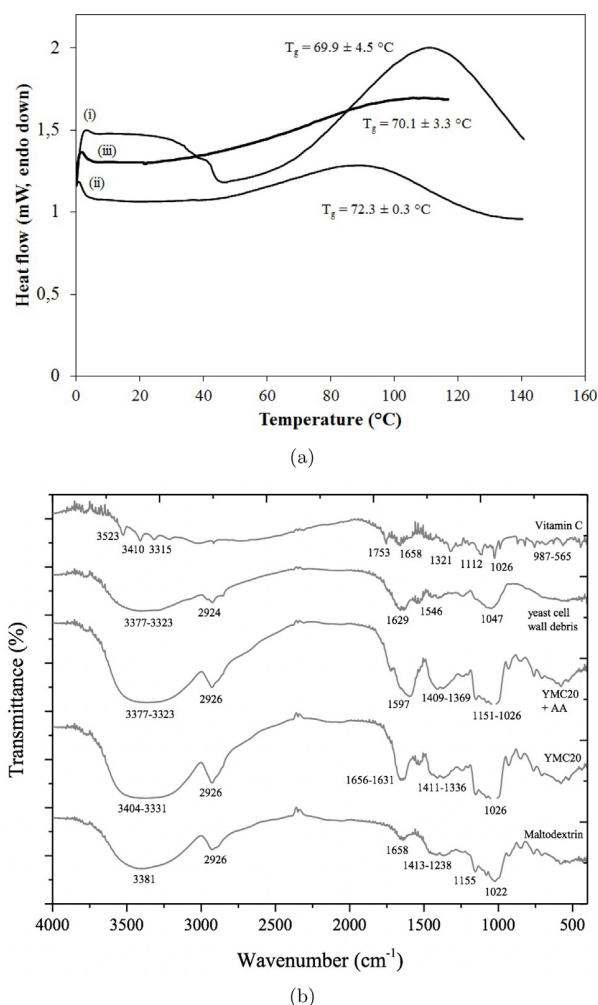 2
1,5
1
0,5
0
0 20 40 60 80 100 120 140 160
Heat flow (mW, endo down)
Temperature (°C)
(i)
(iii)
(ii)
T_g = 69.9 ± 4.5 °C
T_g = 70.1 ± 3.3 °C
T_g = 72.3 ± 0.3 °C
(a)
Transmittance (%)
3523
3410
3315
1753
1658
1321
1112
1026
987-565
Vitamin C
3377-3323
2924
1629
1546
1047
yeast cell
wall debris
3377-3323
2926
1597
1409-1369
1151-1026
YMC20
+ AA
3404-3331
2926
1656-1631
1411-1336
1026
YMC20
3381
2926
1658
1413-1238
1155
1022
Maltodextrin
4000 3500 3000 2500 2000 1500 1000 500
Wavenumber (cm⁻¹)
(b)